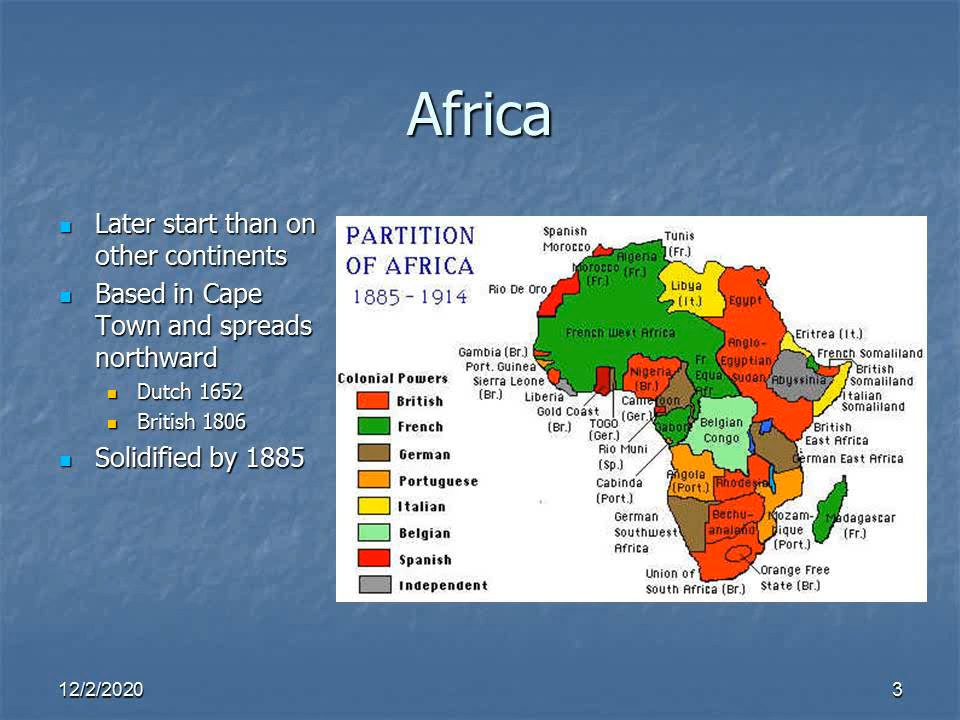 Africa
Later start than on
other continents
Based in Cape
Town and spreads
northward
Dutch 1652
British 1806
Solidified by 1885
PARTITION
OF AFRICA
1885 - 1914
Colonial Powers
British
French
German
Portuguese
Italian
Belgian
Spanish
Independent
Spanish
Morocco
Tunis
(Fr.)
Algeria
(Fr.)
Morocco
(Fr.)
Rio De Oro
Libya
(It.)
Egypt
French West Africa
Eritrea (It.)
Anglo-
Egyptian
Sudan
French Somaliland
British
Somaliland
Abyssinia
Italian
Somaliland
Gambia (Br.)
Port. Guinea
Sierra Leone
(Br.)
Liberia
Gold Coast
(Br.)
TOGO
(Ger.)
Nigeria
(Br.)
Cameroon
(Ger.)
Fr.
Equa
Afr
Rio Muni
(Sp.)
Gabon
Belgian
Congo
British
East Africa
German East Africa
Cabinda
(Port.)
Angola
(Port.)
Rhodesia
German
Southwest
Africa
Bechu-
analand
Mozam-
bique
(Port.)
Madagascar
(Fr.)
Union of
South Africa (Br.)
Orange Free
State (Br.)
12/2/2020
3